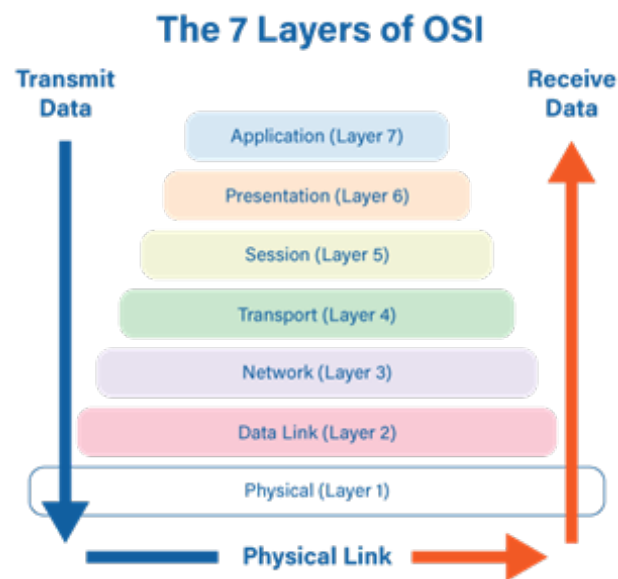 The 7 Layers of OSI
Transmit
Data
Receive
Data
Application (Layer 7)
Presentation (Layer 6)
Session (Layer 5)
Transport (Layer 4)
Network (Layer 3)
Data Link (Layer 2)
Physical (Layer 1)
Physical Link